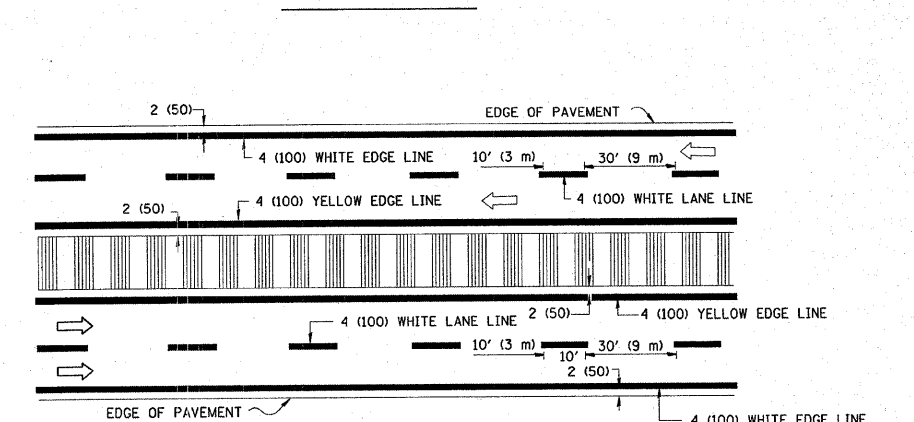 2 (50)
EDGE OF PAVEMENT
4 (100) WHITE EDGE LINE
10' (3 m)
30' (9 m)
4 (100) WHITE LANE LINE
4 (100) YELLOW EDGE LINE
2 (50)
2 (50)
4 (100) YELLOW EDGE LINE
4 (100) WHITE LANE LINE
10' (3 m)
30' (9 m)
10'
2 (50)
EDGE OF PAVEMENT
4 (100) WHITE EDGE LINE